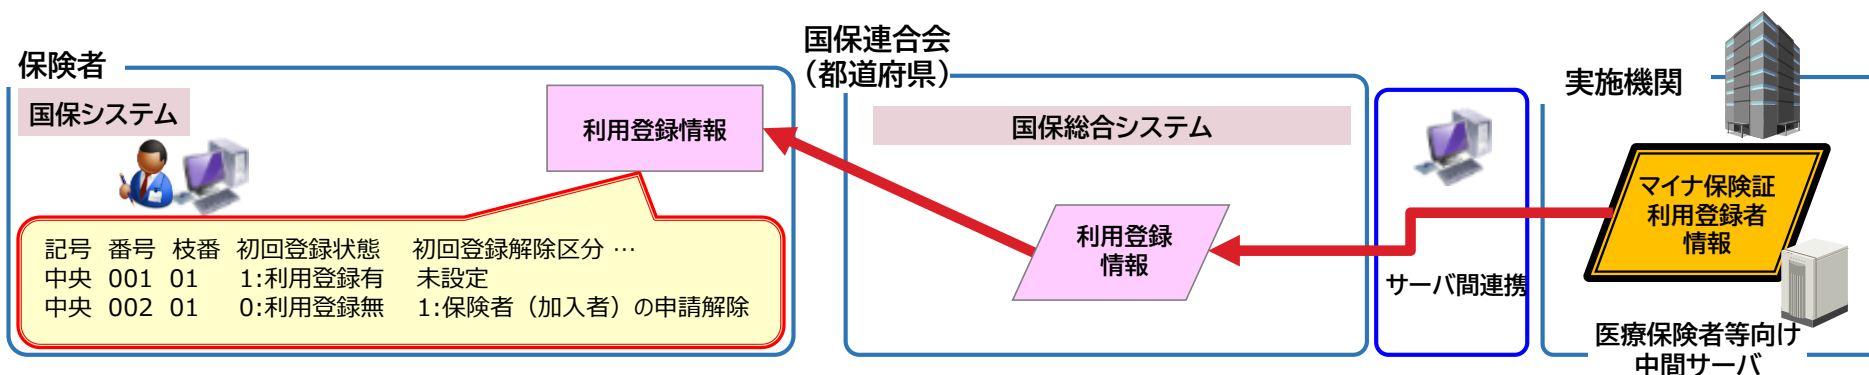 保険者
国保システム
利用登録情報
記号 番号 枝番 初回登録状態 初回登録解除区分 …
中央 001 01 1:利用登録有 未設定
中央 002 01 0:利用登録無 1:保険者（加入者）の申請解除
国保連合会
（都道府県）
国保総合システム
利用登録
情報
サーバ間連携
実施機関
マイナ保険証
利用登録者
情報
医療保険者等向け
中間サーバ